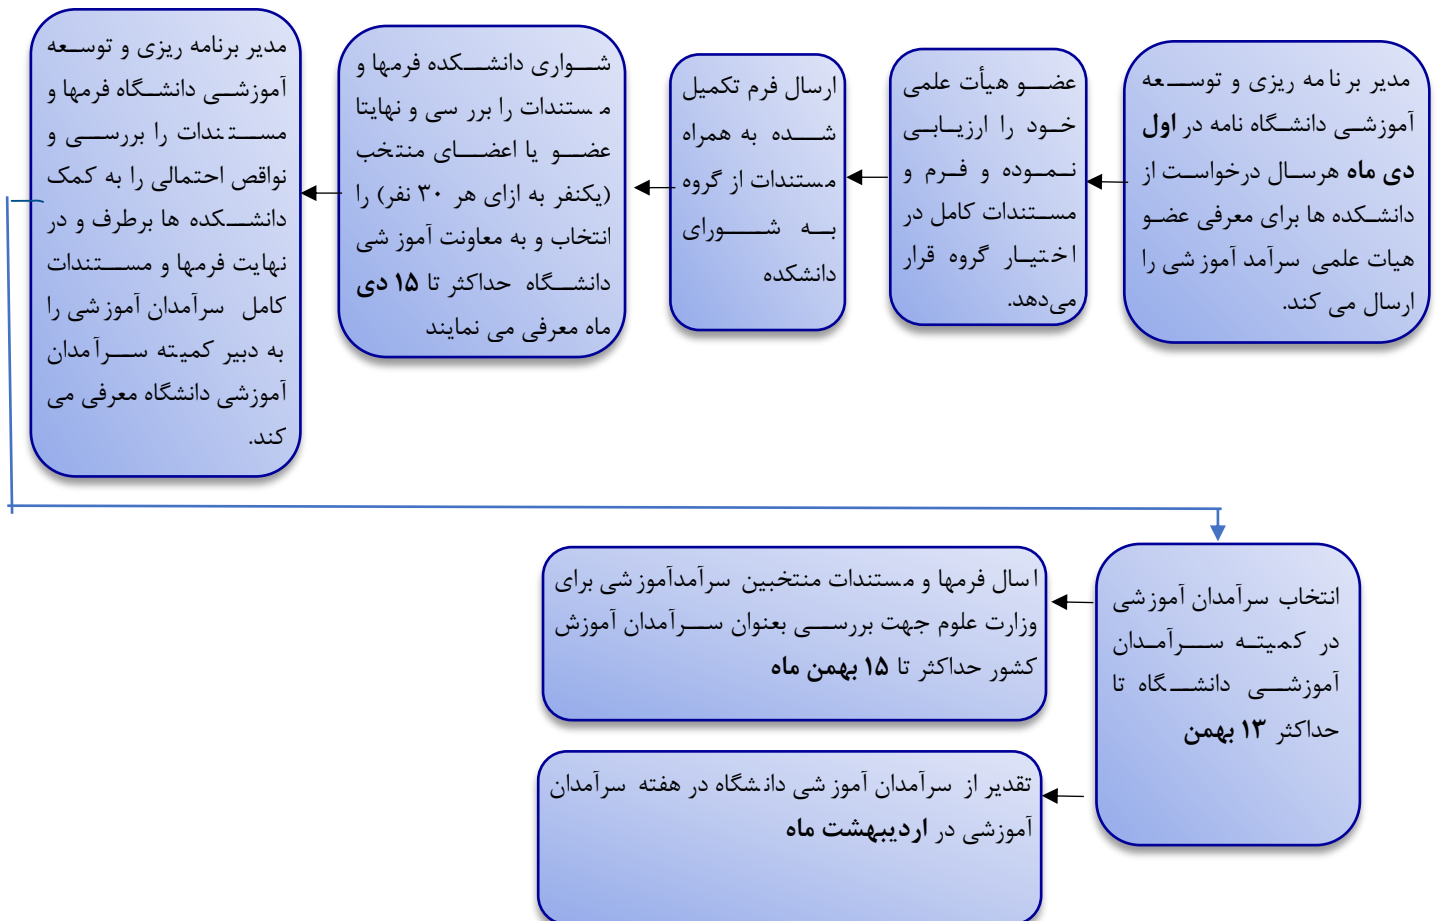 مدیر برنامه ریزی و توسعه
آموزشی دانشگاه نامه در اول
دی ماه هرسال درخواست از
دانشکده ها برای معرفی عضو
هیات علمی سرآمد آموزشی را
ارسال می کند.
عضو هیأت علمی
خود را ارزیابی
نموده و فرم و
مستندات کامل در
اختیار گروه قرار
می‌دهد.
ارسال فرم تکمیل
شده به همراه
مستندات از گروه
به شورای
دانشکده
شواری دانشکده فرمها و
مستندات را بررسی و نهایتا
عضو یا اعضای منتخب
(یکنفر به ازای هر ۳۰ نفر) را
انتخاب و به معاونت آموزشی
دانشگاه حداکثر تا ۱۵ دی
ماه معرفی می نمایند
مدیر برنامه ریزی و توسعه
آموزشی دانشگاه فرمها و
مستندات را بررسی و
نواقص احتمالی را به کمک
دانشکده ها برطرف و در
نهایت فرمها و مستندات
کامل سرآمدان آموزشی را
به دبیر کمیته سرآمدان
آموزشی دانشگاه معرفی می
کند.
انتخاب سرآمدان آموزشی
در کمیته سرآمدان
آموزشی دانشگاه تا
حداکثر ۱۳ بهمن
اسال فرمها و مستندات منتخبین سرآمدآموزشی برای
وزارت علوم جهت بررسی بعنوان سرآمدان آموزش
کشور حداکثر تا ۱۵ بهمن ماه
تقدیر از سرآمدان آموزشی دانشگاه در هفته سرآمدان
آموزشی در اردیبهشت ماه